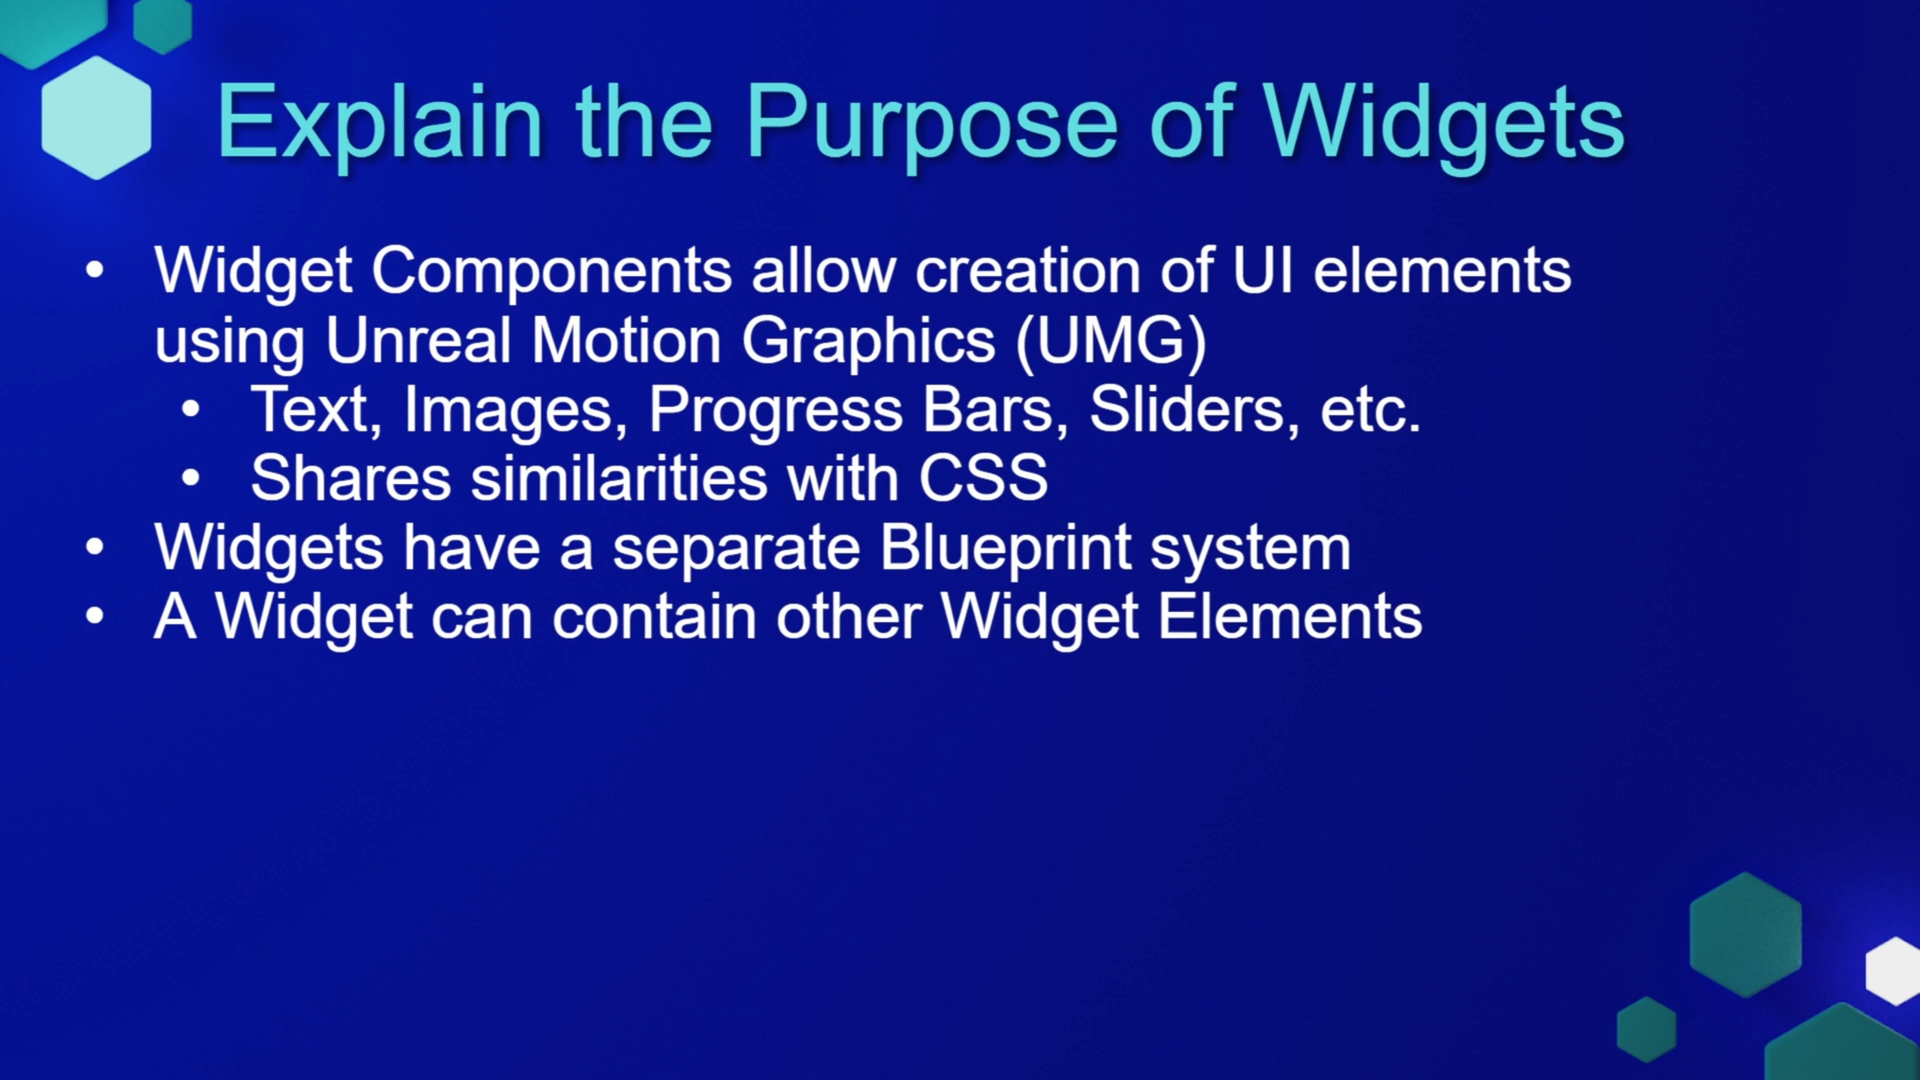 Explain the Purpose of Widgets
• Widget Components allow creation of UI elements
using Unreal Motion Graphics (UMG)
• Text, Images, Progress Bars, Sliders, etc.
• Shares similarities with CSS
• Widgets have a separate Blueprint system
• A Widget can contain other Widget Elements